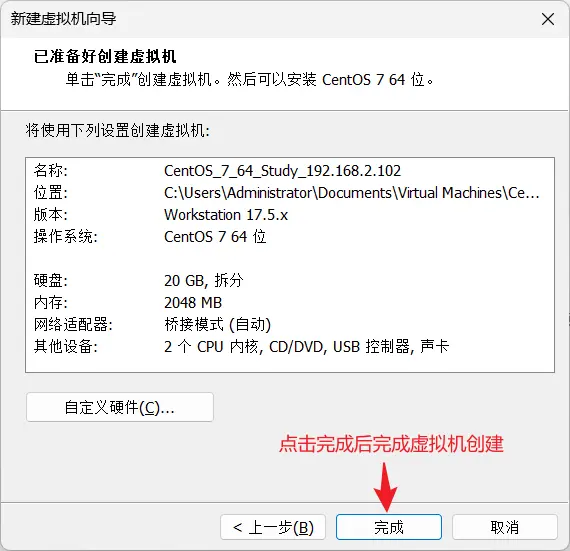 新建虚拟机向导
已准备好创建虚拟机
单击“完成”创建虚拟机。然后可以安装 CentOS 7 64 位。
将使用下列设置创建虚拟机:
名称: CentOS_7_64_Study_192.168.2.102
位置: C:\Users\Administrator\Documents\Virtual Machines\Ce...
版本: Workstation 17.5.x
操作系统: CentOS 7 64 位
硬盘: 20 GB, 拆分
内存: 2048 MB
网络适配器: 桥接模式 (自动)
其他设备: 2 个 CPU 内核, CD/DVD, USB 控制器, 声卡
自定义硬件(C)...
点击完成后完成虚拟机创建
< 上一步(B) 完成 取消